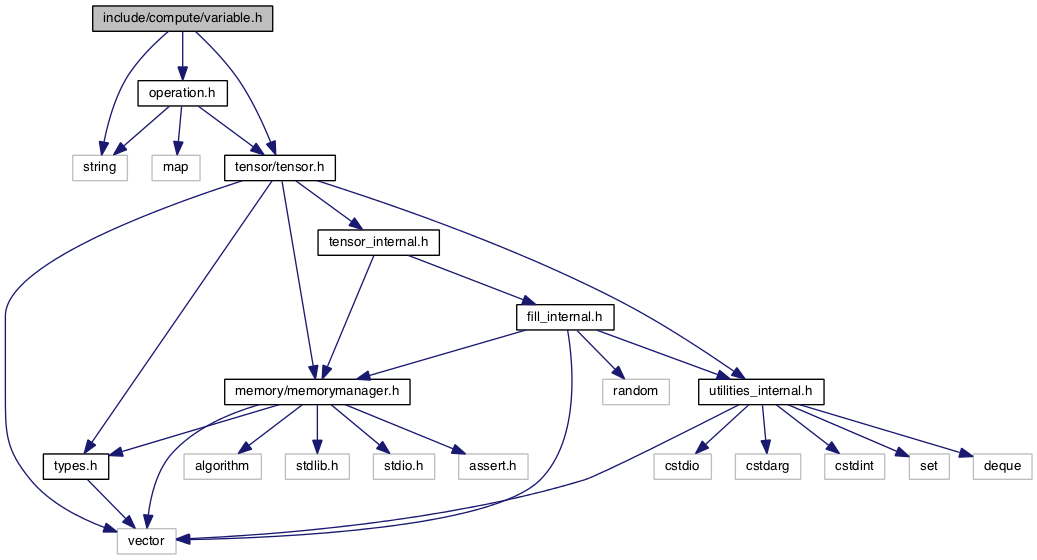 include/compute/variable.h
operation.h
string
map
tensor/tensor.h
tensor_internal.h
fill_internal.h
memory/memorymanager.h
random
utilities_internal.h
types.h
algorithm
stdlib.h
stdio.h
assert.h
cstdio
cstdarg
cstdint
set
deque
vector